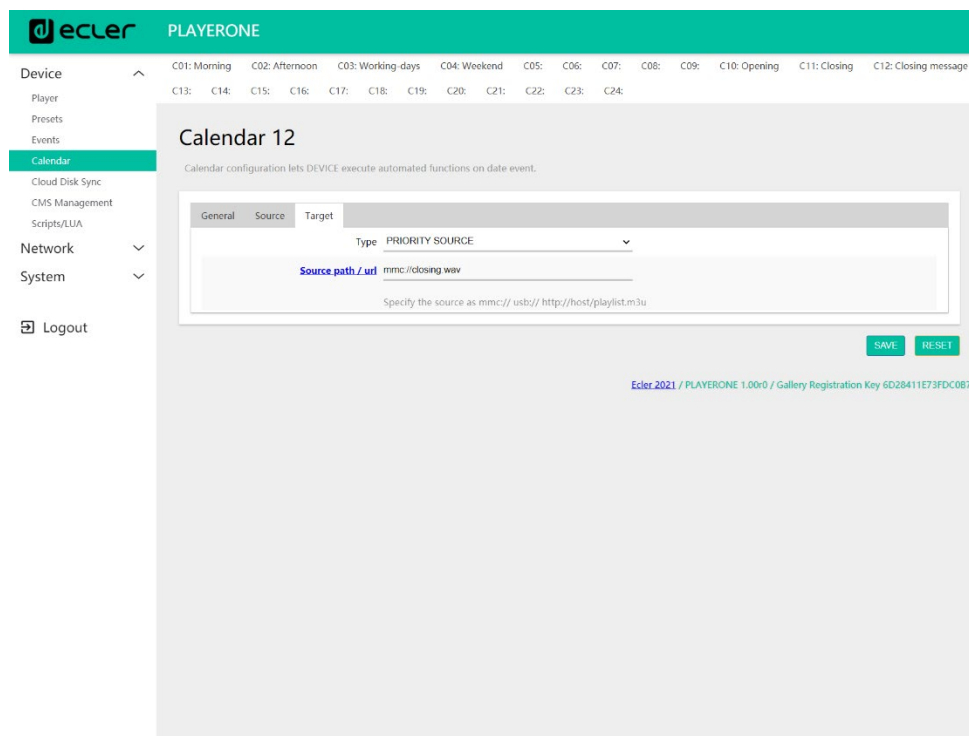 ecler
PLAYERONE
Device
Player
Presets
Events
Calendar
Cloud Disk Sync
CMS Management
Scripts/LUA
Network
System
Logout
C01: Morning C02: Afternoon C03: Working-days C04: Weekend C05: C06: C07: C08: C09: C10: Opening C11: Closing C12: Closing message
C13: C14: C15: C16: C17: C18: C19: C20: C21: C22: C23: C24:
Calendar 12
Calendar configuration lets DEVICE execute automated functions on date event.
General Source Target
Type PRIORITY SOURCE
Source path / url mmc://closing.wav
Specify the source as mmc:// usb:// http://host/playlist.m3u
SAVE RESET
Ecler 2021 / PLAYERONE 1.00r0 / Gallery Registration Key 6D28411E73FDC0B7